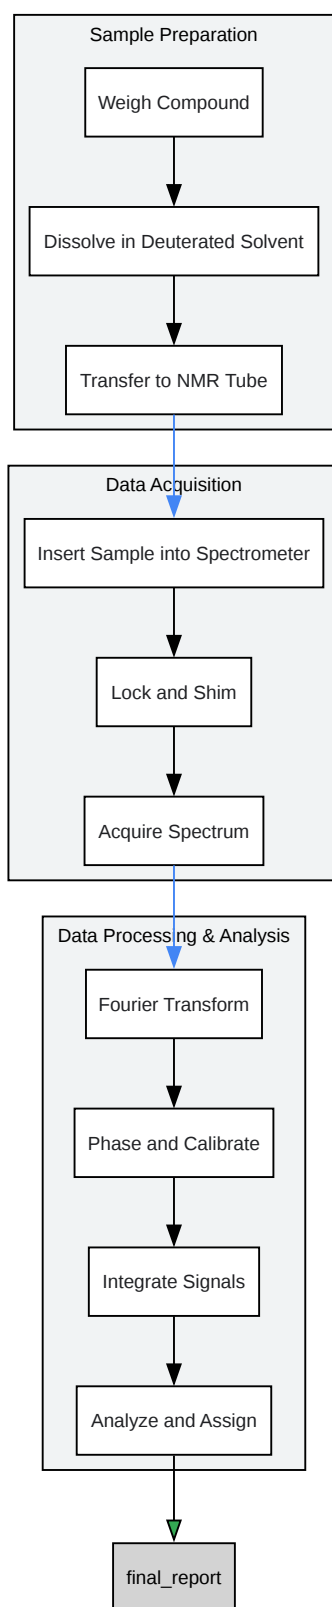 Sample Preparation
Weigh Compound
Dissolve in Deuterated Solvent
Transfer to NMR Tube
Data Acquisition
Insert Sample into Spectrometer
Lock and Shim
Acquire Spectrum
Data Processing & Analysis
Fourier Transform
Phase and Calibrate
Integrate Signals
Analyze and Assign
final_report